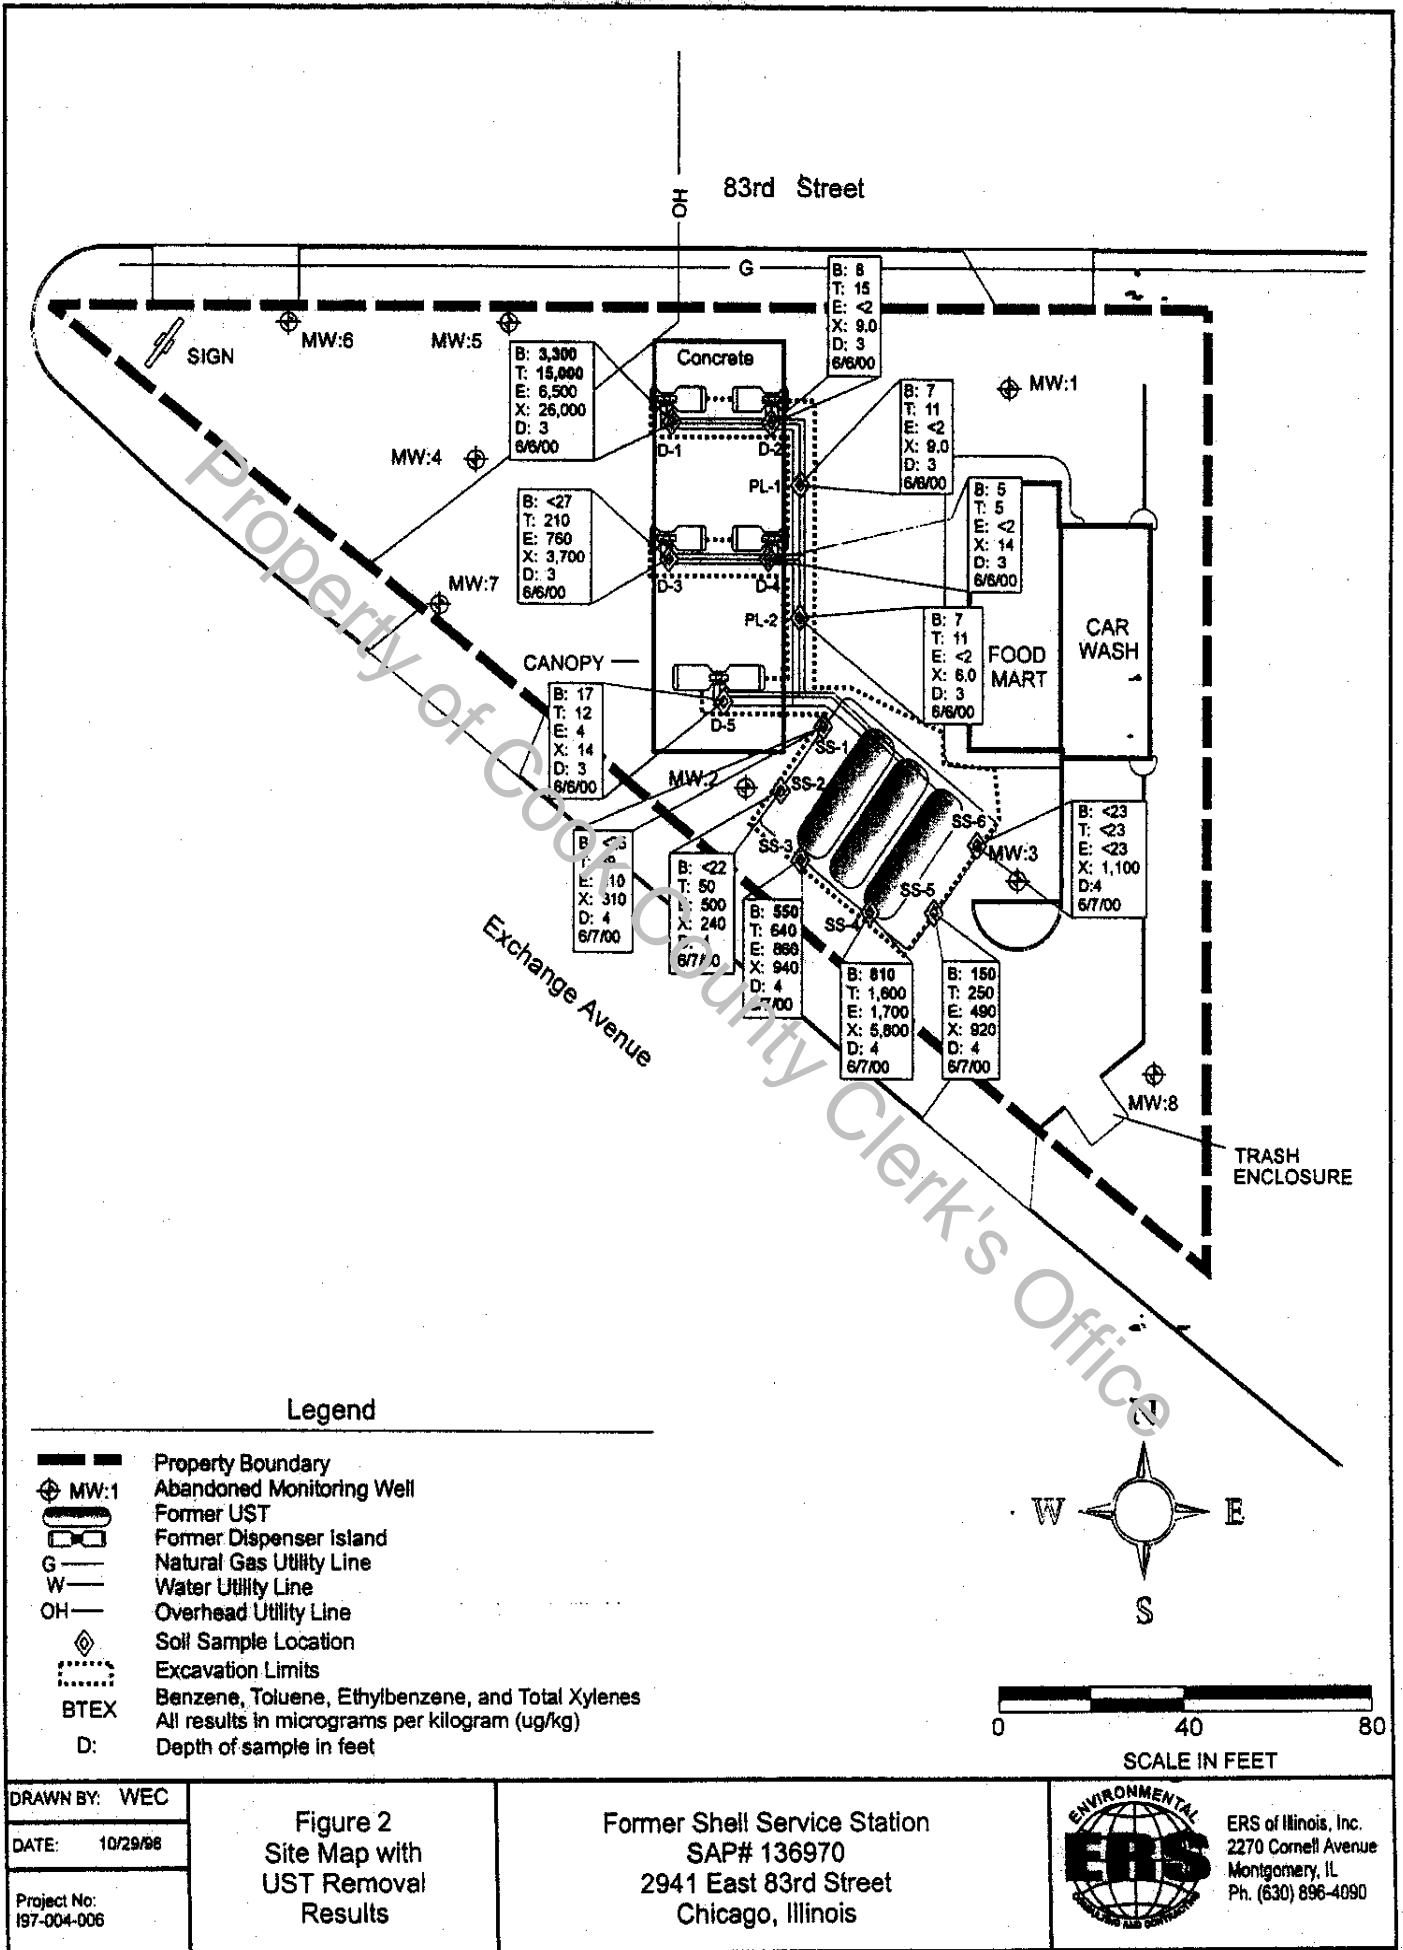 83rd Street
OH
G
B: 8
T: 15
E: <2
X: 9.0
D: 3
6/6/00
MW:6
MW:5
SIGN
B: 3,300
T: 15,000
E: 6,500
X: 26,000
D: 3
6/6/00
Concrete
MW:1
B: 7
T: 11
E: <2
X: 9.0
D: 3
6/6/00
MW:4
D-1
D-2
PL-1
B: <27
T: 210
E: 760
X: 3,700
D: 3
6/6/00
B: 5
T: 5
E: <2
X: 14
D: 3
6/6/00
MW:7
D-3
D-4
PL-2
B: 7
T: 11
E: <2
X: 6.0
D: 3
6/6/00
FOOD
MART
CAR
WASH
CANOPY
B: 17
T: 12
E: 4
X: 14
D: 3
6/6/00
D-5
SS-1
MW:2
SS-2
SS-3
SS-6
MW:3
SS-5
SS-4
B: <23
T: <23
E: <23
X: 1,100
D:4
6/7/00
B:
T:
E:
X: 310
D: 4
6/7/00
B: <22
T: 50
E: 500
X: 240
B: 550
T: 640
E: 860
X: 940
D: 4
B: 810
T: 1,600
E: 1,700
X: 5,800
D: 4
6/7/00
B: 150
T: 250
E: 490
X: 920
D: 4
6/7/00
Exchange Avenue
MW:8
TRASH
ENCLOSURE
Property of Cook County Clerk's Office
Legend
Property Boundary
MW:1 Abandoned Monitoring Well
Former UST
Former Dispenser Island
G Natural Gas Utility Line
W Water Utility Line
OH Overhead Utility Line
Soil Sample Location
Excavation Limits
BTEX Benzene, Toluene, Ethylbenzene, and Total Xylenes
All results in micrograms per kilogram (ug/kg)
D: Depth of sample in feet
N
W
E
S
0 40 80
SCALE IN FEET
DRAWN BY: WEC
DATE: 10/29/98
Project No:
I97-004-006
Figure 2
Site Map with
UST Removal
Results
Former Shell Service Station
SAP# 136970
2941 East 83rd Street
Chicago, Illinois
ENVIRONMENTAL
ERS
CONSULTING AND CONTRACTING
ERS of Illinois, Inc.
2270 Cornell Avenue
Montgomery, IL
Ph. (630) 896-4090